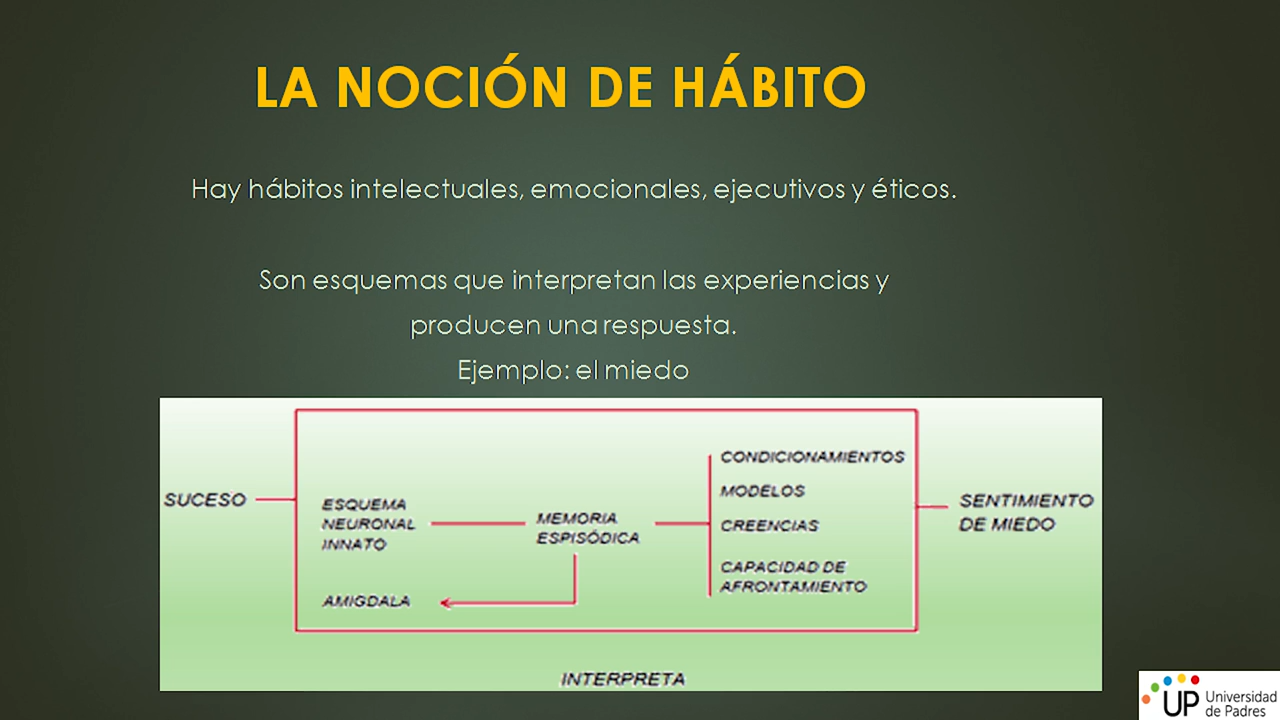 LA NOCIÓN DE HÁBITO
Hay hábitos intelectuales, emocionales, ejecutivos y éticos.
Son esquemas que interpretan las experiencias y
producen una respuesta.
Ejemplo: el miedo
SUCESO
ESQUEMA
NEURONAL
INNATO
AMIGDALA
MEMORIA
ESPISÓDICA
CONDICIONAMIENTOS
MODELOS
CREENCIAS
CAPACIDAD DE
AFRONTAMIENTO
SENTIMIENTO
DE MIEDO
INTERPRETA
UP Universidad
de Padres